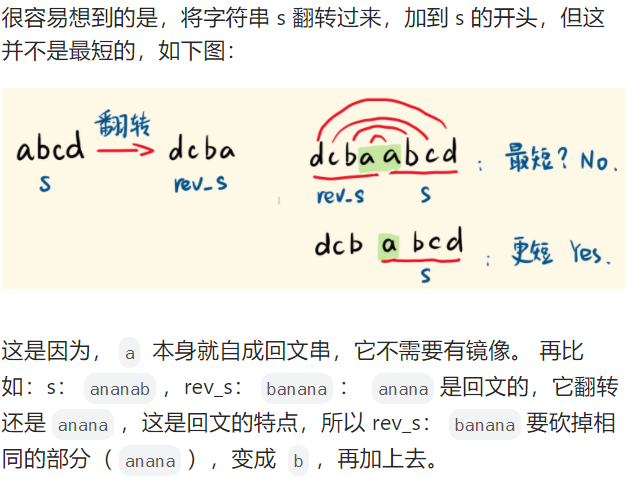 很容易想到的是，将字符串 s 翻转过来，加到 s 的开头，但这
并不是最短的，如下图：
abcd 翻转 dcba
s rev_s
dcbaabcd ; 最短? No.
rev_s s
dcb a bcd ; 更短 Yes.
s
这是因为， a 本身就自成回文串，它不需要有镜像。 再比
如：s： ananab ，rev_s： banana ： anana 是回文的，它翻转
还是 anana ，这是回文的特点，所以 rev_s： banana 要砍掉相
同的部分（ anana ），变成 b ，再加上去。